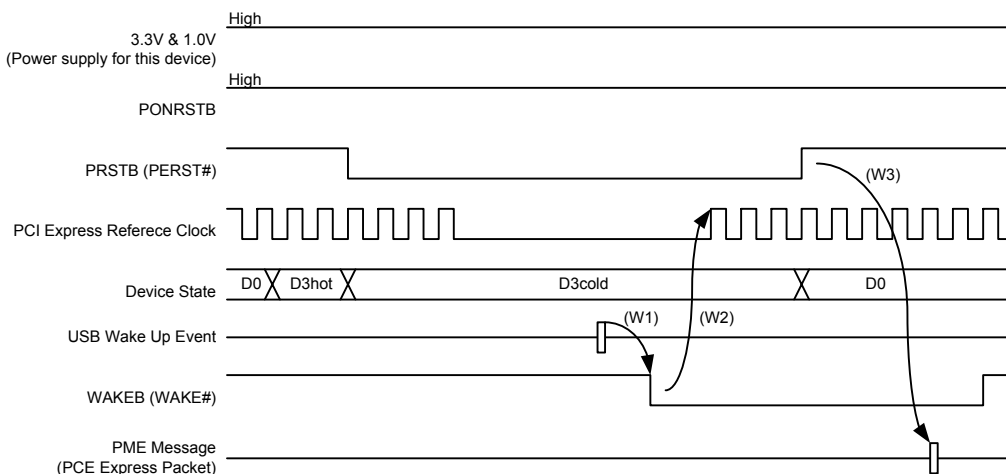 High
3.3V & 1.0V
(Power supply for this device)
High
PONRSTB
PRSTB (PERST#)
(W3)
PCI Express Referece Clock
Device State
D0
D3hot
D3cold
D0
USB Wake Up Event
(W1)
(W2)
WAKEB (WAKE#)
PME Message
(PCE Express Packet)